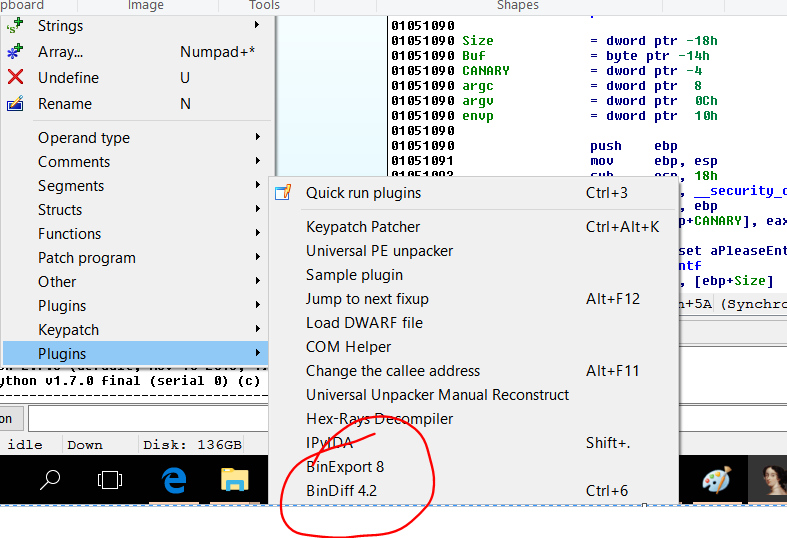 pboard Image Tools Shapes
Strings
Array... Numpad+*
Undefine U
Rename N
Operand type
Comments
Segments
Structs
Functions
Patch program
Other
Plugins
Keypatch
Plugins
01051090
01051090 Size = dword ptr -18h
01051090 Buf = byte ptr -14h
01051090 CANARY = dword ptr -4
01051090 argc = dword ptr 8
01051090 argv = dword ptr 0Ch
01051090 envp = dword ptr 10h
01051090
01051090 push ebp
01051091 mov ebp, esp
01051093 sub esp, 18h
, __security_c
, ebp
p+CANARY], eax
set aPleaseEnt
ntf
, [ebp+Size]
n+5A (Synchro
Quick run plugins Ctrl+3
Keypatch Patcher Ctrl+Alt+K
Universal PE unpacker
Sample plugin
Jump to next fixup Alt+F12
Load DWARF file
COM Helper
Change the callee address Alt+F11
Universal Unpacker Manual Reconstruct
Hex-Rays Decompiler
IPyIDA Shift+.
BinExport 8
BinDiff 4.2 Ctrl+6
ython v1.7.0 final (serial 0) (c)
on
idle Down Disk: 136GB